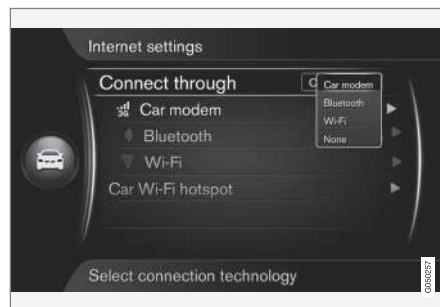 Internet settings
Connect through
C
Car modem
Bluetooth
Wi-Fi
None
3G Car modem
Bluetooth
Wi-Fi
Car Wi-Fi hotspot
Select connection technology
G050257